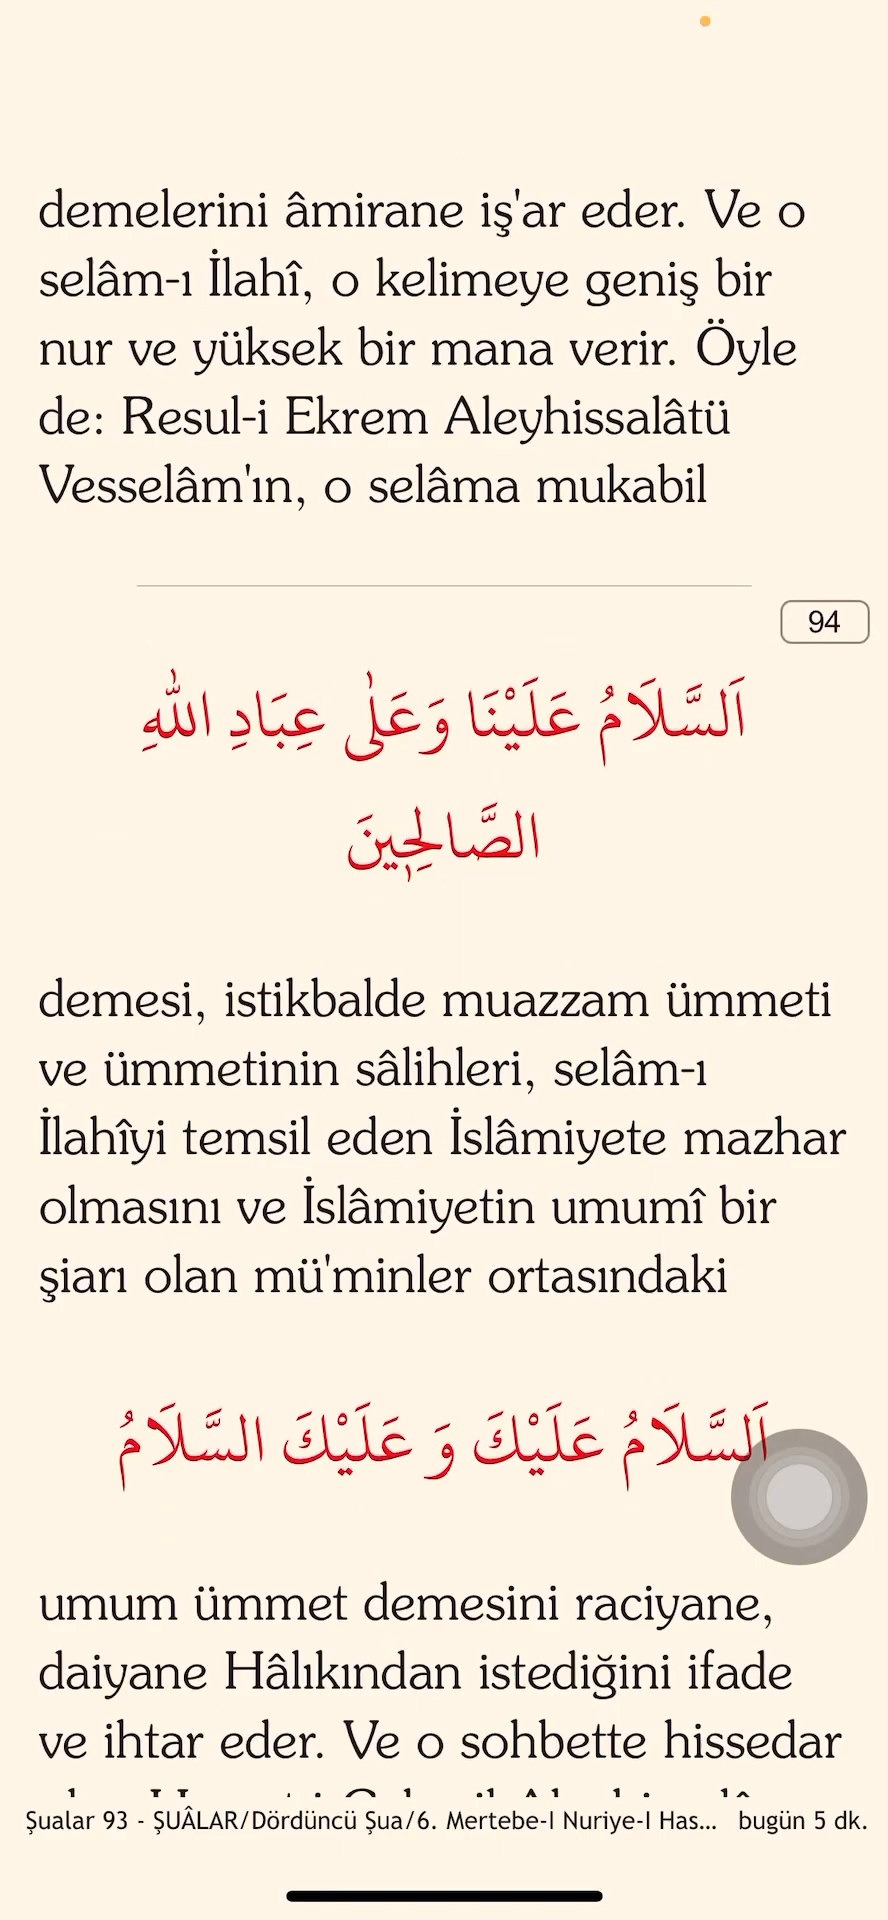 demelerini âmirane iş'ar eder. Ve o
selâm-ı İlahî, o kelimeye geniş bir
nur ve yüksek bir mana verir. Öyle
de: Resul-i Ekrem Aleyhissalâtü
Vesselâm'ın, o selâma mukabil
94
اَلسَّلَامُ عَلَيْنَا وَعَلٰى عِبَادِ اللّٰهِ
الصَّالِحٖينَ
demesi, istikbalde muazzam ümmeti
ve ümmetinin sâlihleri, selâm-ı
İlahîyi temsil eden İslâmiyete mazhar
olmasını ve İslâmiyetin umumî bir
şiarı olan mü'minler ortasındaki
اَلسَّلَامُ عَلَيْكَ وَ عَلَيْكَ السَّلَامُ
umum ümmet demesini raciyane,
daiyane Hâlıkından istediğini ifade
ve ihtar eder. Ve o sohbette hissedar
Şualar 93 - ŞUÂLAR/Dördüncü Şua/6. Mertebe-I Nuriye-I Has... bugün 5 dk.